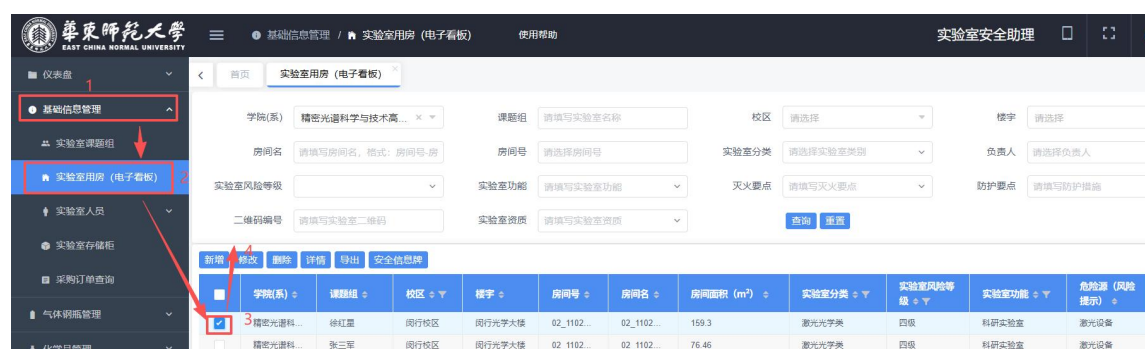 華東師範大學
EAST CHINA NORMAL UNIVERSITY
基础信息管理 / 实验室用房（电子看板）
使用帮助
实验室安全助理
仪表盘
1
基础信息管理
实验室课题组
实验室用房（电子看板）
2
实验室人员
实验室存储柜
采购订单查询
气体钢瓶管理
首页
实验室用房（电子看板）
学院(系) 精密光谱科学与技术高... 课题组 请填写实验室名称 校区 请选择 楼宇 请选择
房间名 请填写房间名，格式：房间号-房 房间号 请选择房间号 实验室分类 请选择实验室类别 负责人 请选择负责人
实验室风险等级 实验室功能 请填写实验室功能 灭火要点 请填写灭火要点 防护要点 请填写防护措施
二维码编号 请填写实验室二维码 实验室资质 请填写实验室资质 查询 重置
4
新增 修改 删除 详情 导出 安全信息牌
学院(系) 课题组 校区 楼宇 房间号 房间名 房间面积（m²） 实验室分类 实验室风险等级 实验室功能 危险源（风险提示）
3
精密光谱科... 徐红星 闵行校区 闵行光学大楼 02_1102... 02_1102... 159.3 激光光学类 四级 科研实验室 激光设备
精密光谱科... 张三军 闵行校区 闵行光学大楼 02_1102... 02_1102... 76.46 激光光学类 四级 科研实验室 激光设备